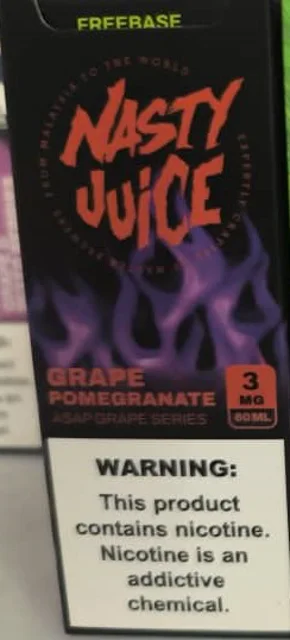 FREEBASE
FROM MALAYSIA TO THE WORLD
NASTY
JUICE
GRAPE
POMEGRANATE
ASAP GRAPE SERIES
3
MG
60ML
WARNING:
This product
contains nicotine.
Nicotine is an
addictive
chemical.